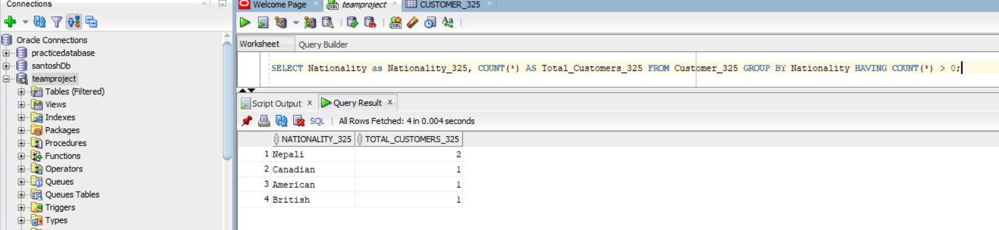 Connections
Welcome Page
teamproject
CUSTOMER_325
Oracle Connections
practicedatabase
santoshDb
teamproject
Tables (Filtered)
Views
Indexes
Packages
Procedures
Functions
Operators
Queues
Queues Tables
Triggers
Types
Worksheet
Query Builder
SELECT Nationality as Nationality_325, COUNT(*) AS Total_Customers_325 FROM Customer_325 GROUP BY Nationality HAVING COUNT(*) > 0;
Script Output
Query Result
SQL
All Rows Fetched: 4 in 0.004 seconds
NATIONALITY_325 TOTAL_CUSTOMERS_325
1 Nepali 2
2 Canadian 1
3 American 1
4 British 1